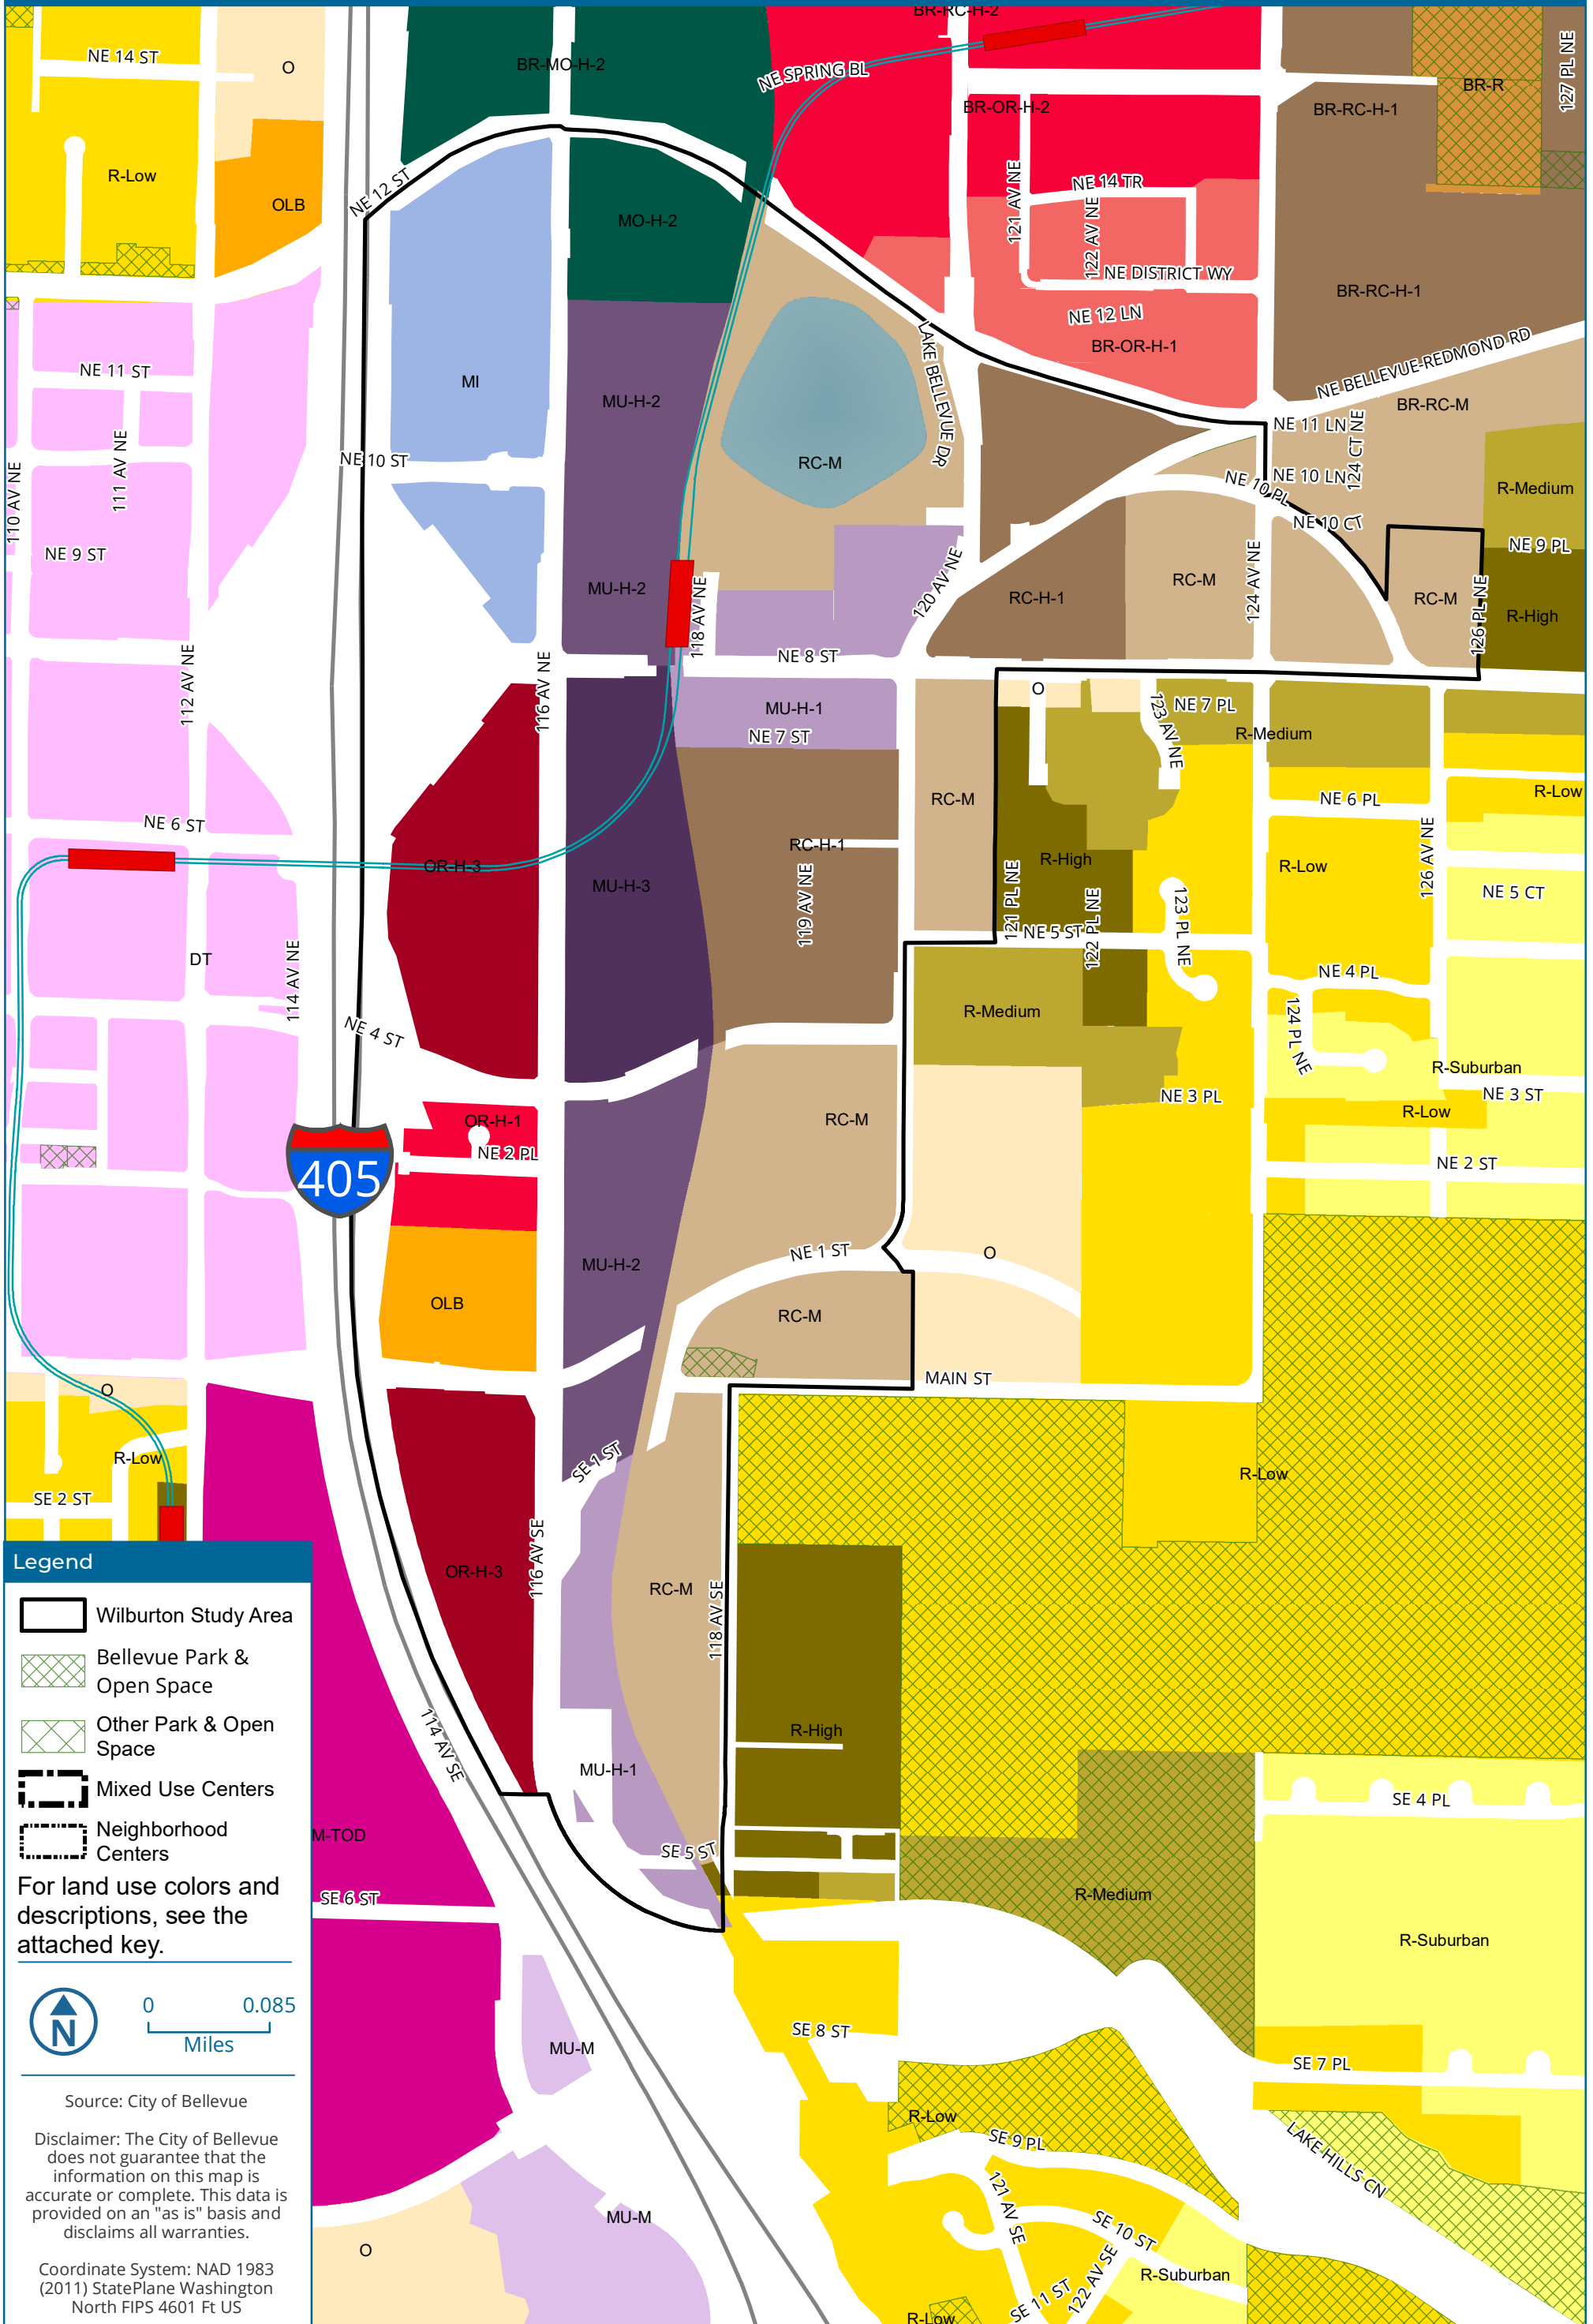 BR-RC-H-2
NE 14 ST
O
BR-MO-H-2
NE SPRING BL
127 PL NE
BR-R
BR-OR-H-2
BR-RC-H-1
R-Low
NE 12 ST
OLB
MO-H-2
121 AV NE
NE 14 TR
122 AV NE
NE DISTRICT WY
BR-RC-H-1
NE 12 LN
BR-OR-H-1
NE BELLEVUE-REDMOND RD
NE 11 ST
MI
MU-H-2
LAKE BELLEVUE DR
BR-RC-M
NE 11 LN
124 CT NE
110 AV NE
111 AV NE
NE 10 ST
RC-M
NE 10 LN
NE 10 PL
R-Medium
NE 10 CT
NE 9 ST
NE 9 PL
MU-H-2
118 AV NE
120 AV NE
RC-H-1
RC-M
124 AV NE
RC-M
126 PL NE
R-High
112 AV NE
116 AV NE
NE 8 ST
O
MU-H-1
NE 7 ST
123 AV NE
NE 7 PL
R-Medium
RC-M
NE 6 PL
R-Low
NE 6 ST
OR-H-3
MU-H-3
RC-H-1
119 AV NE
R-High
R-Low
126 AV NE
NE 5 CT
121 PL NE
122 PL NE
123 PL NE
NE 5 ST
DT
114 AV NE
NE 4 ST
R-Medium
NE 4 PL
124 PL NE
R-Suburban
NE 3 PL
NE 3 ST
R-Low
OR-H-1
RC-M
NE 2 PL
NE 2 ST
405
NE 1 ST
O
MU-H-2
OLB
RC-M
MAIN ST
O
R-Low
SE 1 ST
R-Low
SE 2 ST
OR-H-3
116 AV SE
RC-M
118 AV SE
R-High
114 AV SE
MU-H-1
SE 4 PL
M-TOD
SE 5 ST
SE 6 ST
R-Medium
R-Suburban
MU-M
SE 8 ST
SE 7 PL
R-Low
SE 9 PL
LAKE HILLS CN
121 AV SE
MU-M
SE 10 ST
O
122 AV SE
R-Suburban
SE 11 ST
R-Low
Legend
Wilburton Study Area
Bellevue Park &
Open Space
Other Park & Open
Space
Mixed Use Centers
Neighborhood
Centers
For land use colors and
descriptions, see the
attached key.
N
0 0.085
Miles
Source: City of Bellevue
Disclaimer: The City of Bellevue
does not guarantee that the
information on this map is
accurate or complete. This data is
provided on an "as is" basis and
disclaims all warranties.
Coordinate System: NAD 1983
(2011) StatePlane Washington
North FIPS 4601 Ft US